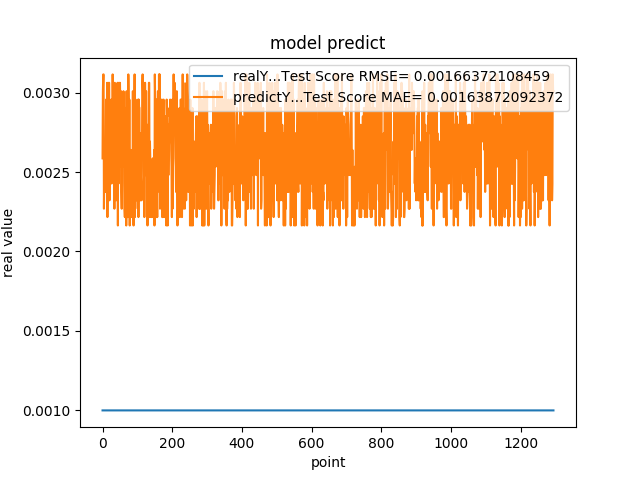 model predict
realY...Test Score RMSE= 0.00166372108459
predictY...Test Score MAE= 0.00163872092372
0.0030
0.0025
0.0020
0.0015
0.0010
real value
0 200 400 600 800 1000 1200
point